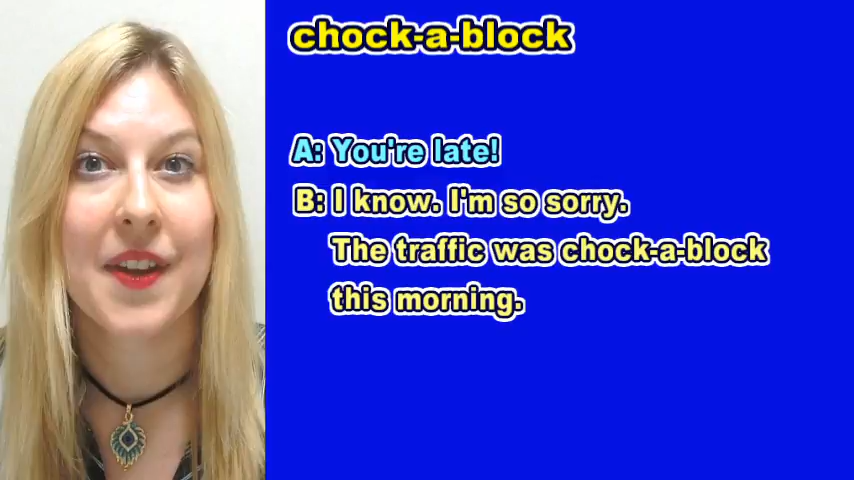 chock-a-block
A: You're late!
B: I know. I'm so sorry.
The traffic was chock-a-block
this morning.